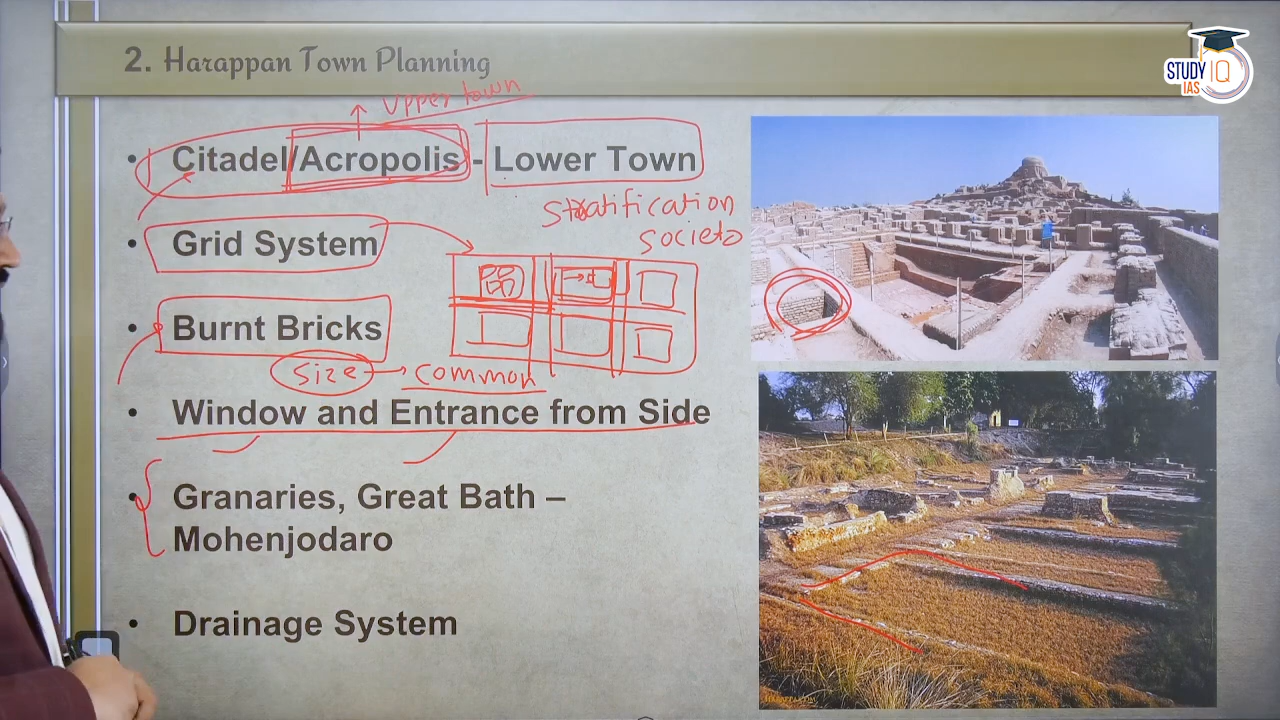 2. Harappan Town Planning
STUDY IQ
IAS
Upper town
• Citadel/Acropolis - Lower Town
Stratification
societo
• Grid System
• Burnt Bricks
Size → common
• Window and Entrance from Side
• Granaries, Great Bath –
Mohenjodaro
• Drainage System